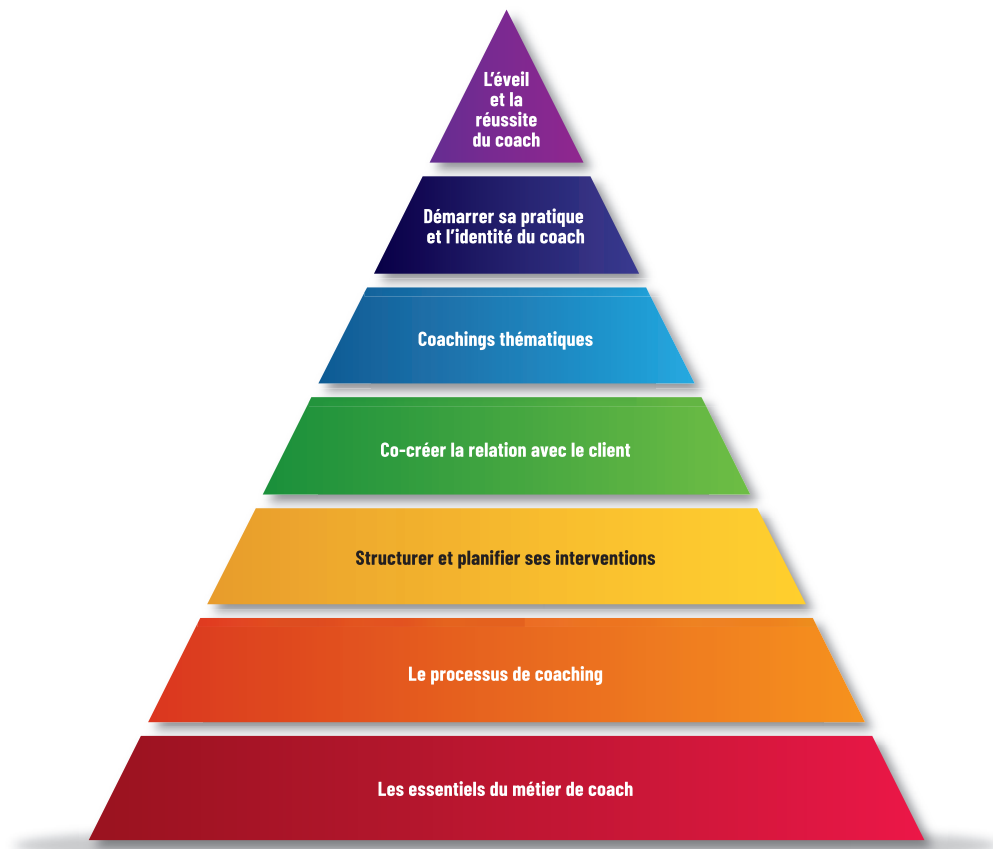 L'éveil
et la
réussite
du coach
Démarrer sa pratique
et l'identité du coach
Coachings thématiques
Co-créer la relation avec le client
Structurer et planifier ses interventions
Le processus de coaching
Les essentiels du métier de coach